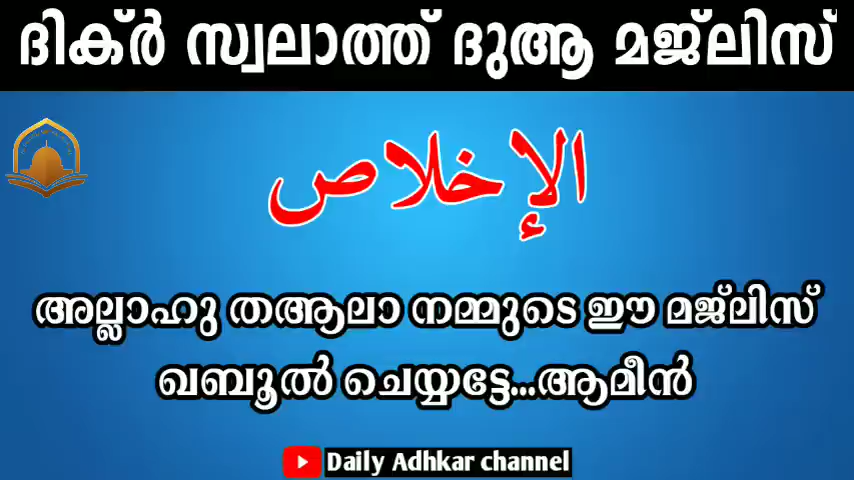 ദിക്ർ സ്വലാത്ത് ദുആ മജ്ലിസ്
الإخلاص
അല്ലാഹു തആലാ നമ്മുടെ ഈ മജ്ലിസ്
ഖബൂൽ ചെയ്യട്ടേ...ആമീൻ
Daily Adhkar channel